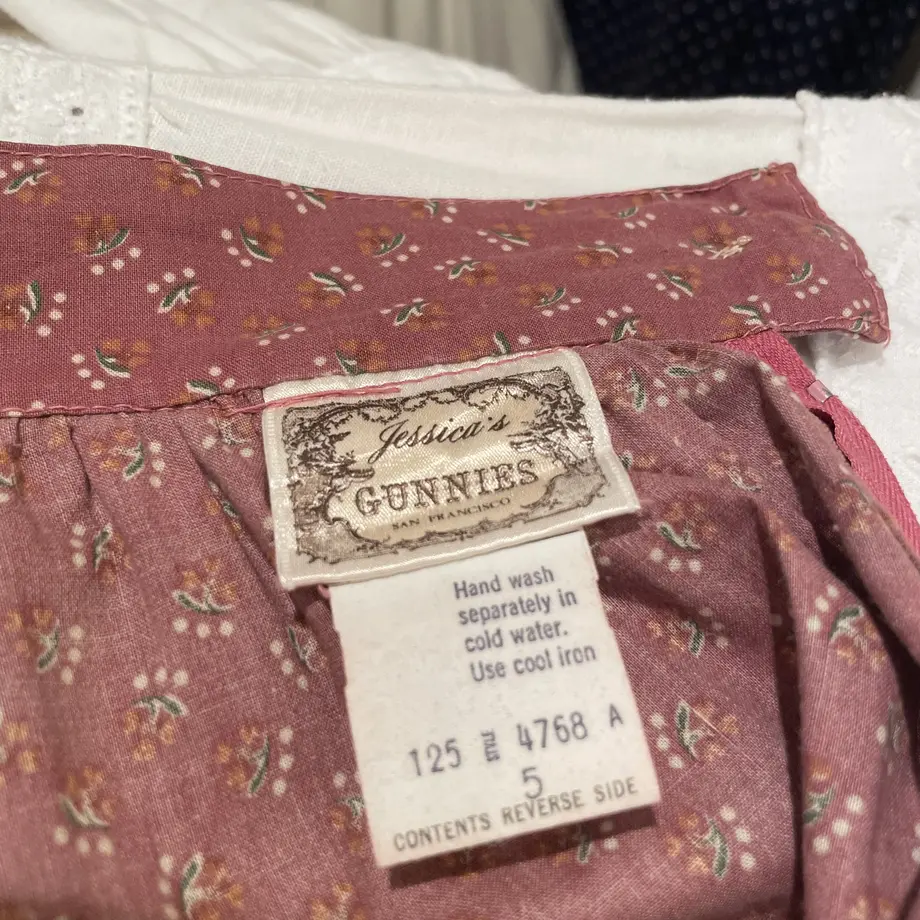 Jessica's
GUNNIES
SAN FRANCISCO
Hand wash
separately in
cold water.
Use cool iron
125 4768 A
5
CONTENTS REVERSE SIDE